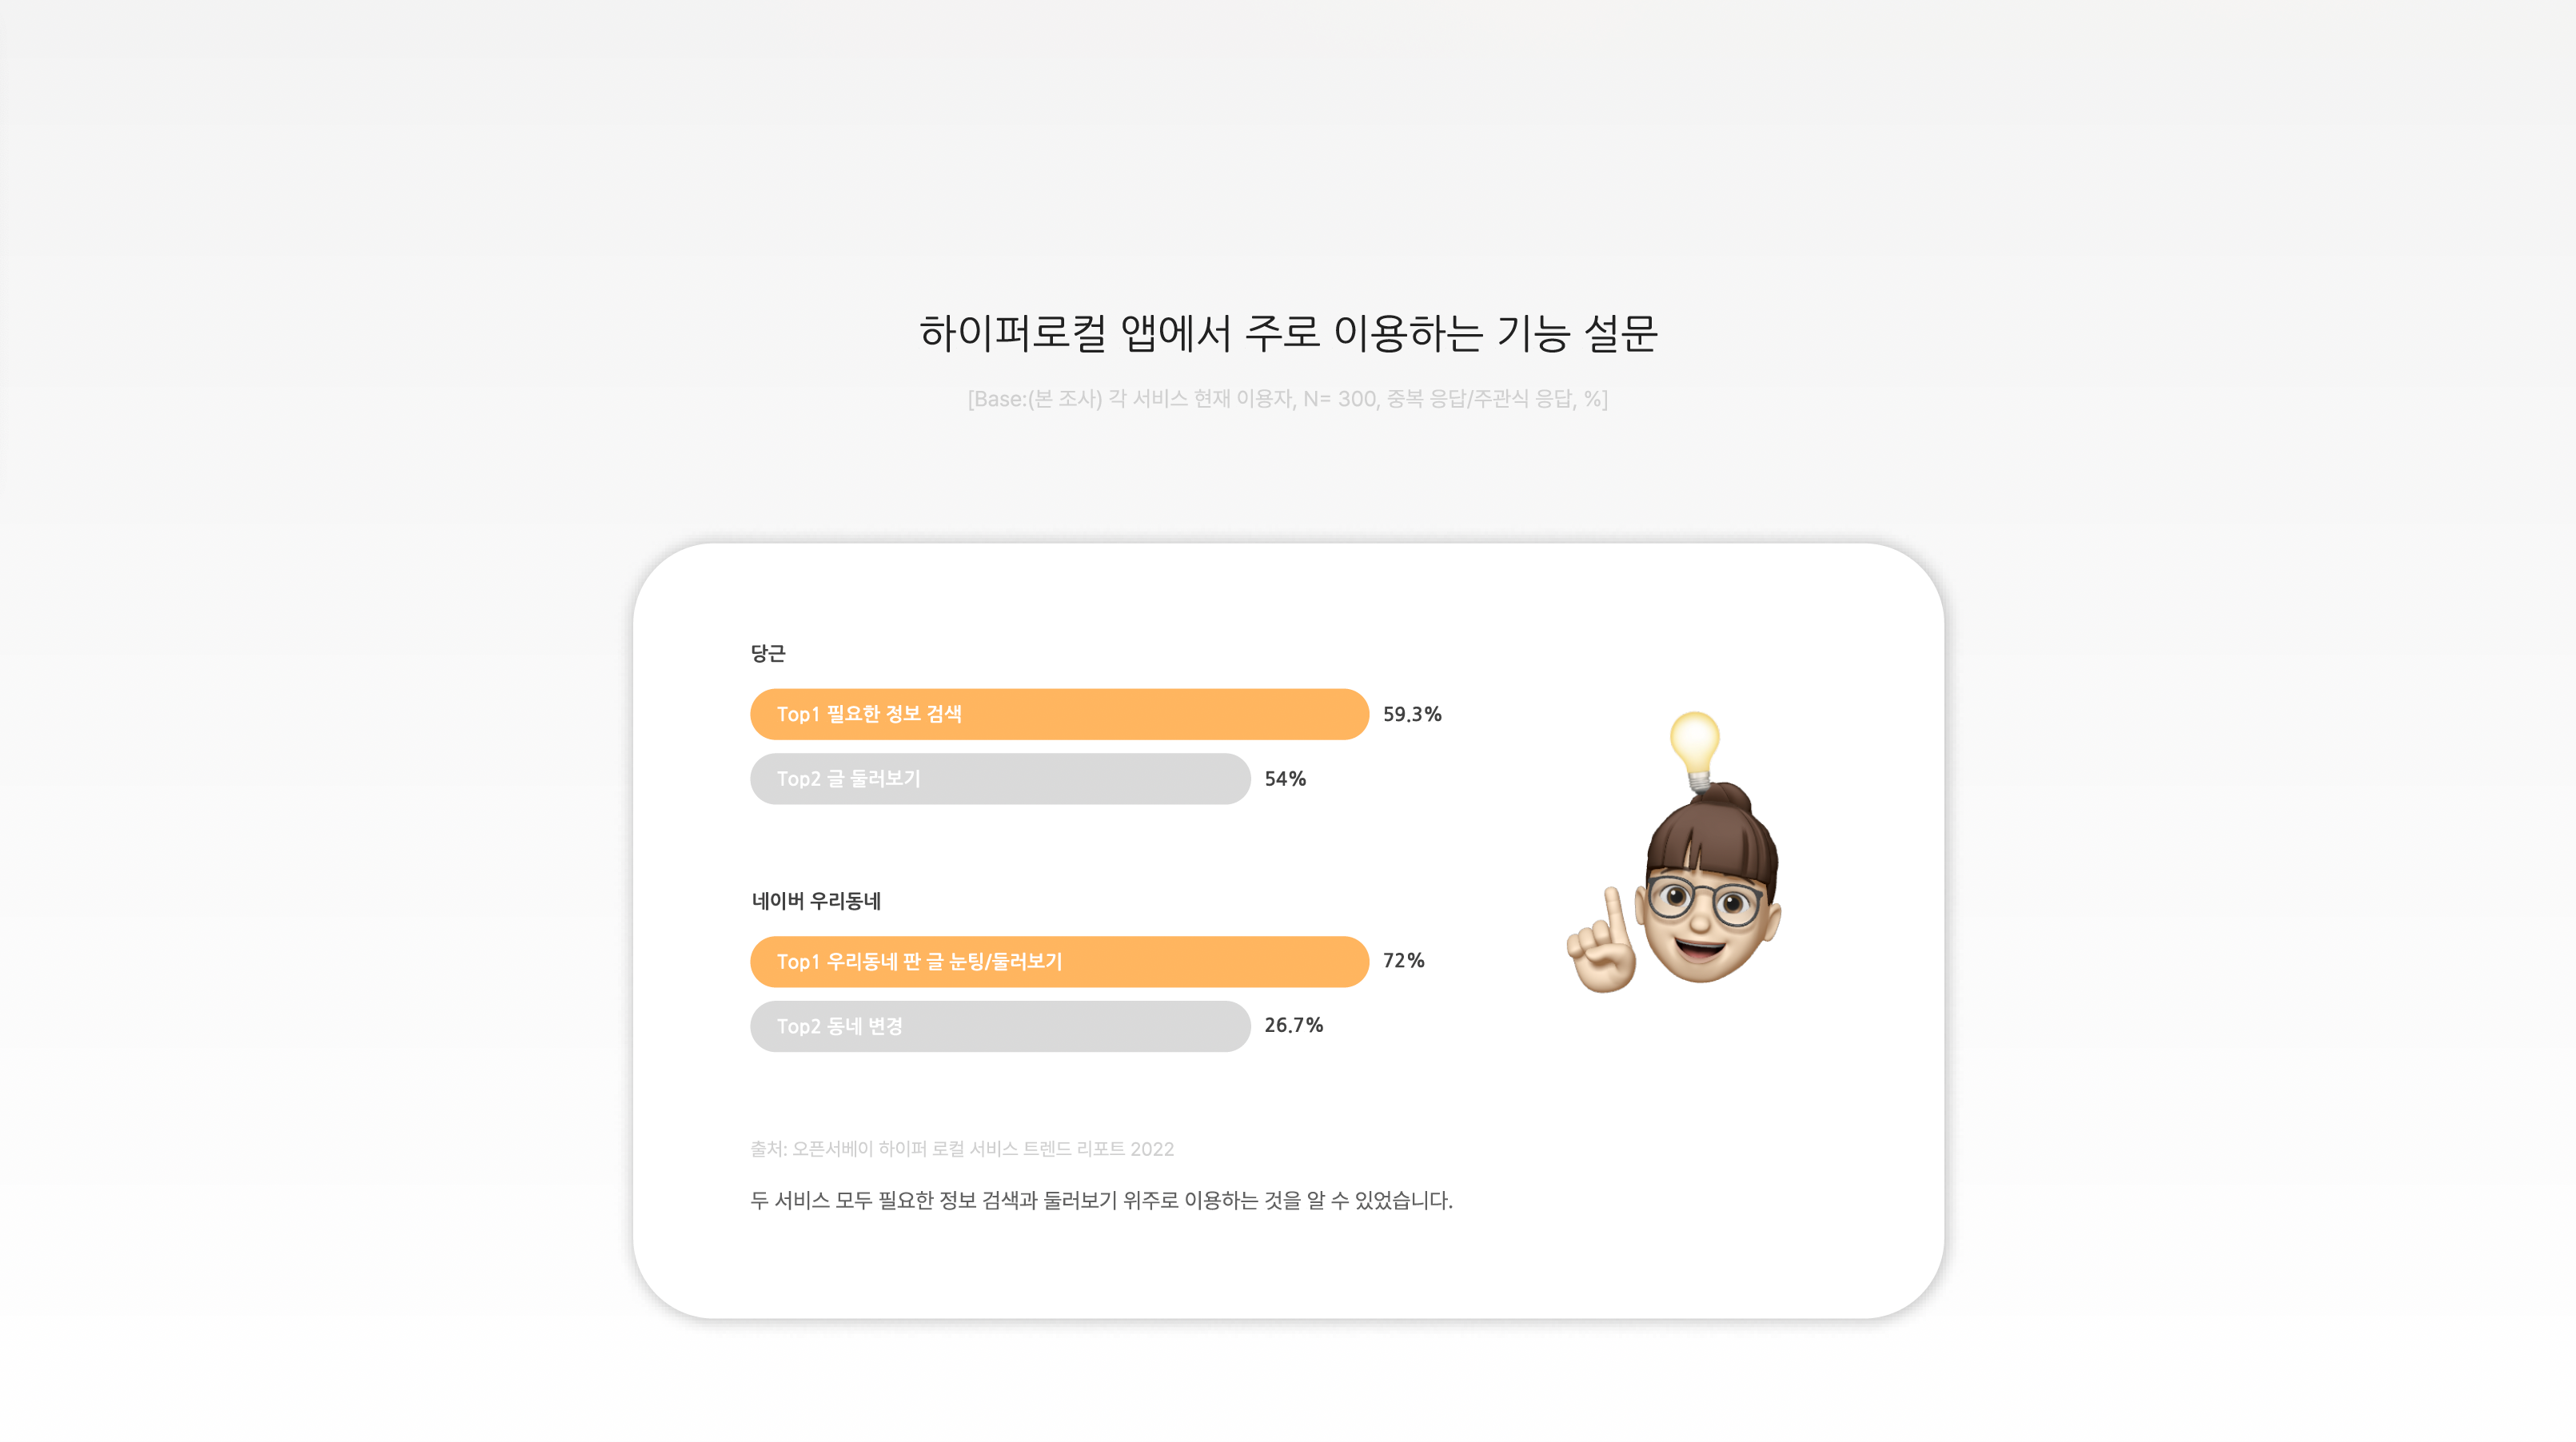 하이퍼로컬 앱에서 주로 이용하는 기능 설문
[Base:(본 조사) 각 서비스 현재 이용자, N= 300, 중복 응답/주관식 응답, %]
당근
Top1 필요한 정보 검색 59.3%
Top2 글 둘러보기 54%
네이버 우리동네
Top1 우리동네 판 글 눈팅/둘러보기 72%
Top2 동네 변경 26.7%
출처: 오픈서베이 하이퍼 로컬 서비스 트렌드 리포트 2022
두 서비스 모두 필요한 정보 검색과 둘러보기 위주로 이용하는 것을 알 수 있었습니다.